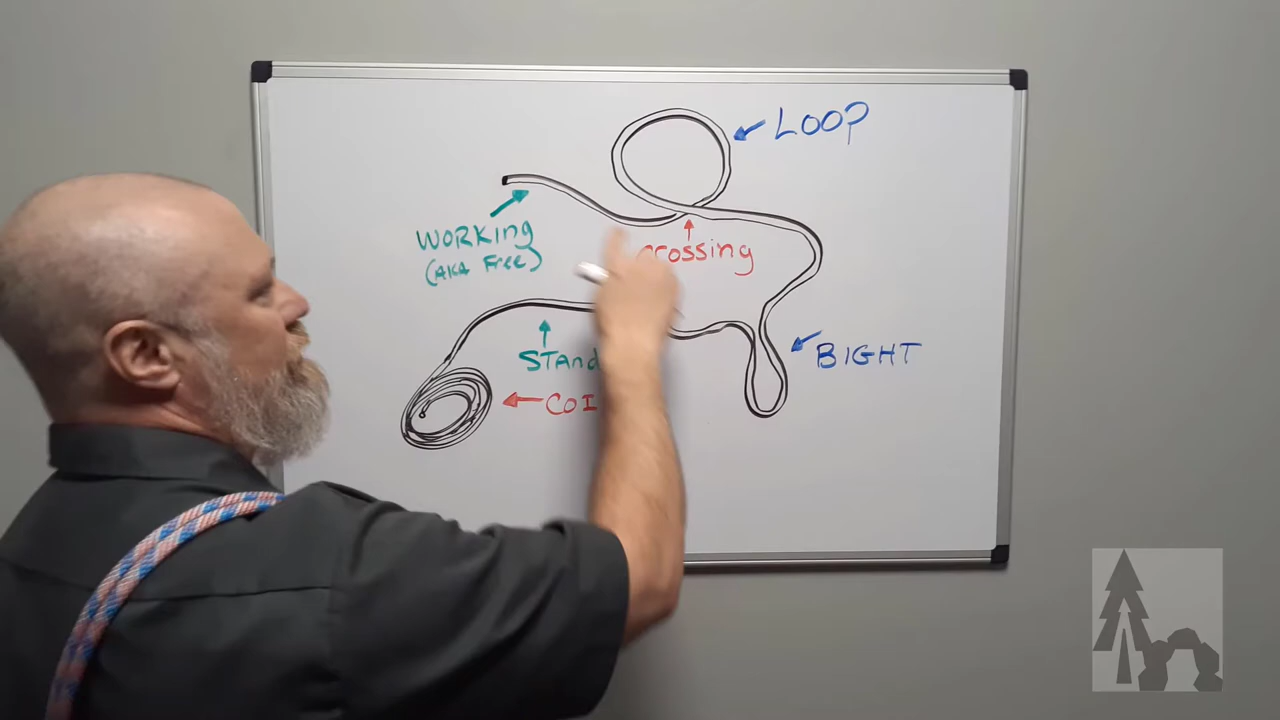 LOOP
WORKing
(AKA Free)
crossing
STAnd
BIGHT
COI